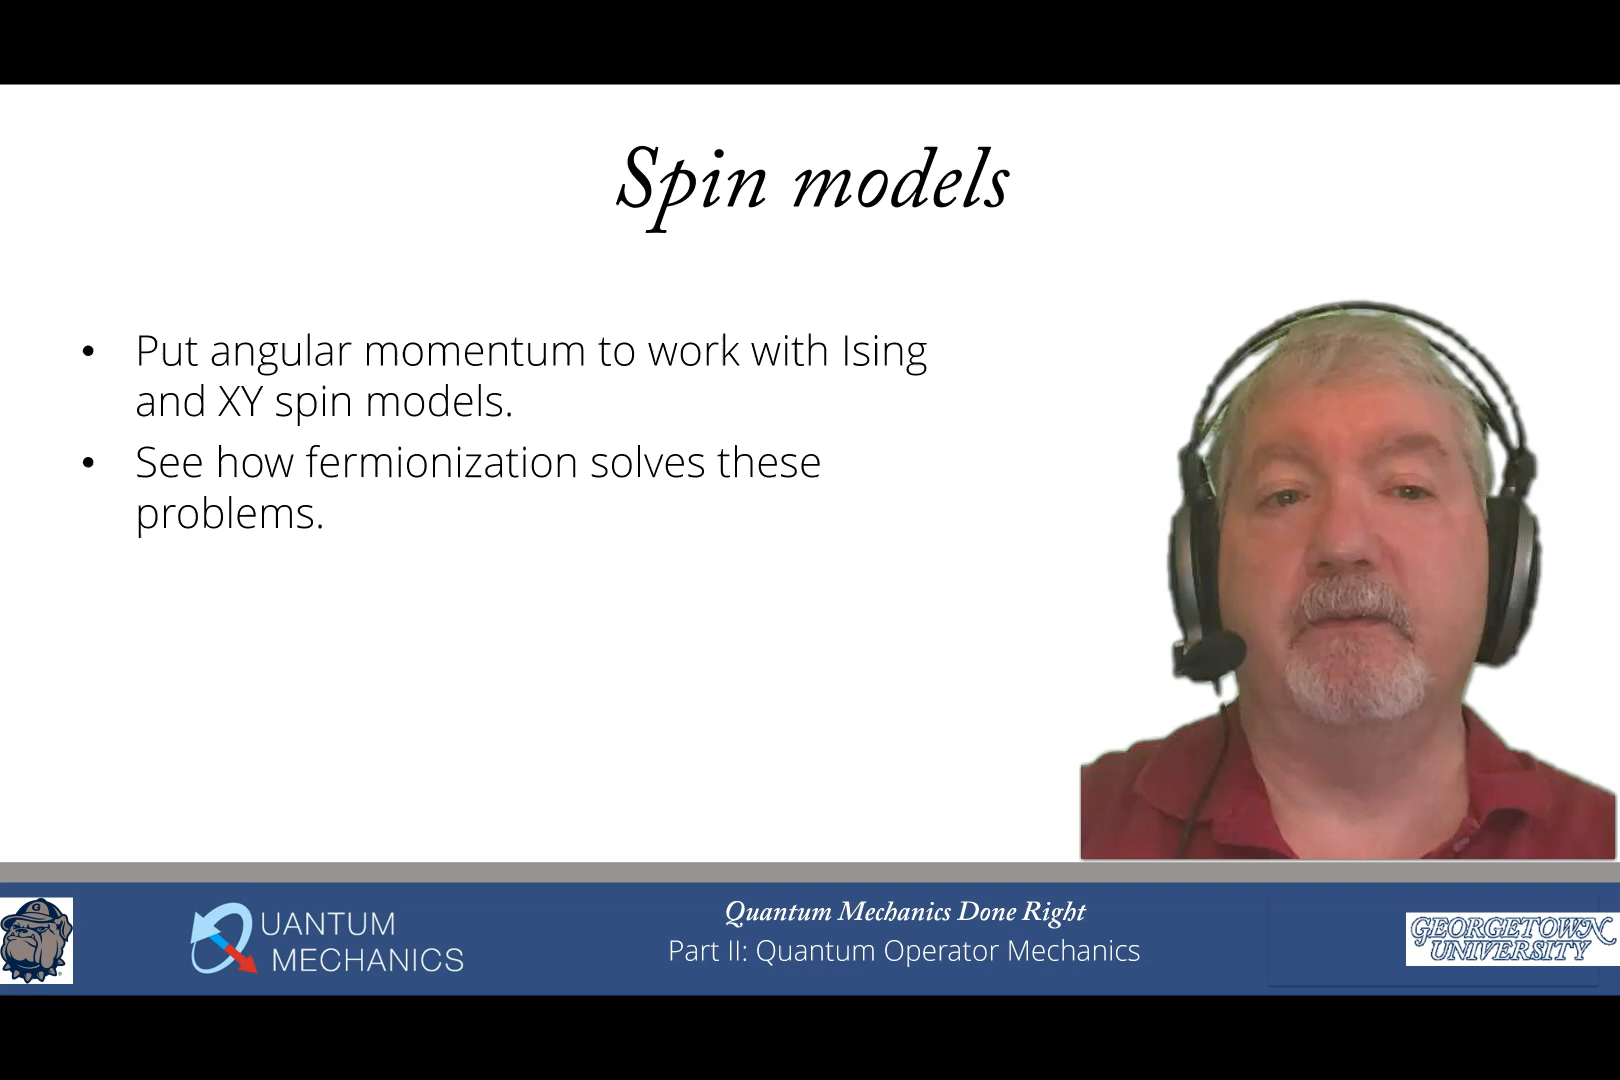 Spin models
• Put angular momentum to work with Ising
and XY spin models.
• See how fermionization solves these
problems.
QUANTUM
MECHANICS
Quantum Mechanics Done Right
Part II: Quantum Operator Mechanics
GEORGETOWN
UNIVERSITY
G